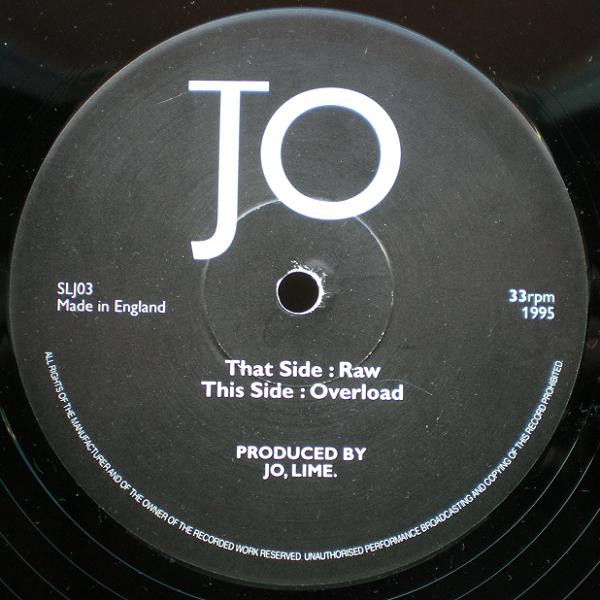 JO
SLJ03
Made in England
33rpm
1995
That Side : Raw
This Side : Overload
PRODUCED BY
JO, LIME.
ALL RIGHTS OF THE MANUFACTURER AND OF THE OWNER OF THE RECORDED WORK RESERVED UNAUTHORISED PERFORMANCE BROADCASTING AND COPYING OF THIS RECORD PROHIBITED.